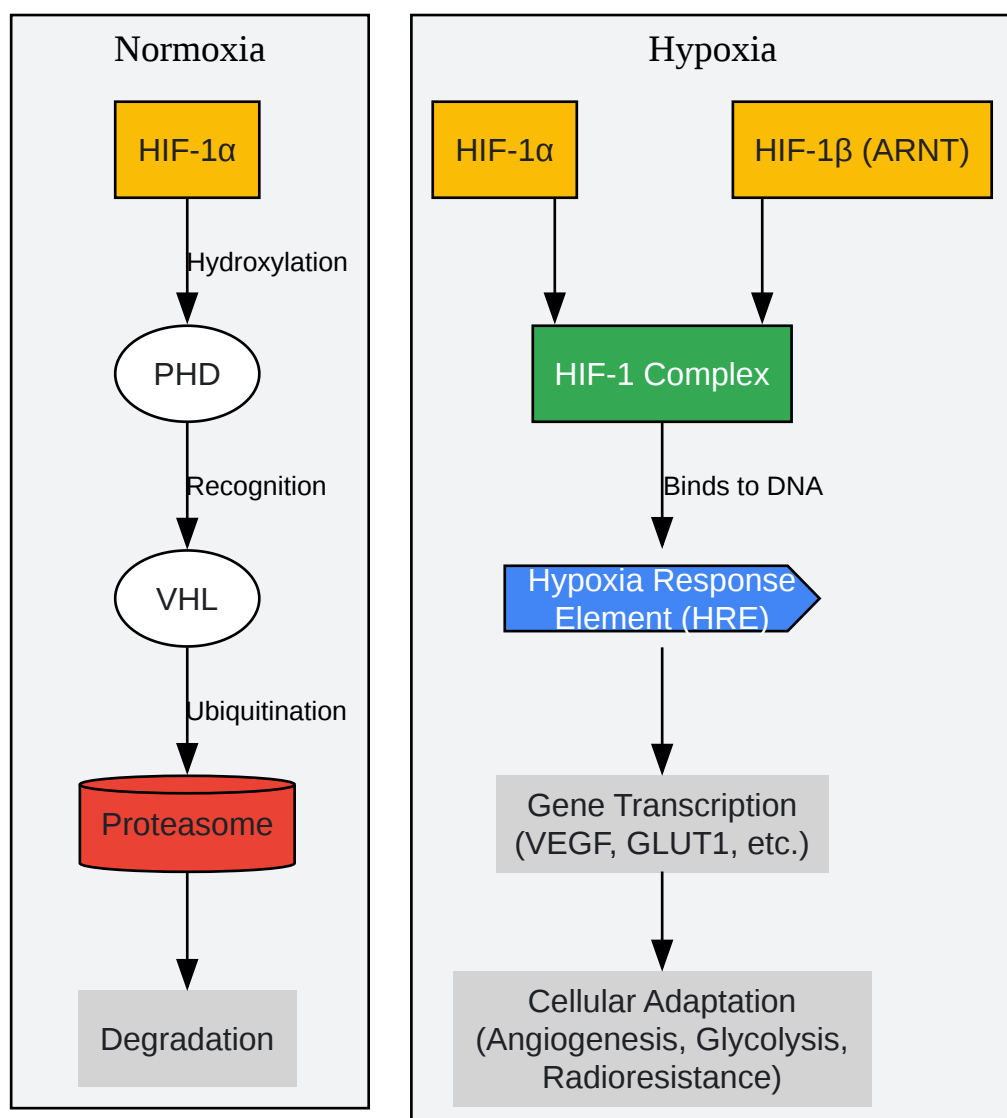 Normoxia
HIF-1α
Hydroxylation
PHD
Recognition
VHL
Ubiquitination
Proteasome
Degradation
Hypoxia
HIF-1α
HIF-1β (ARNT)
HIF-1 Complex
Binds to DNA
Hypoxia Response
Element (HRE)
Gene Transcription
(VEGF, GLUT1, etc.)
Cellular Adaptation
(Angiogenesis, Glycolysis,
Radioresistance)